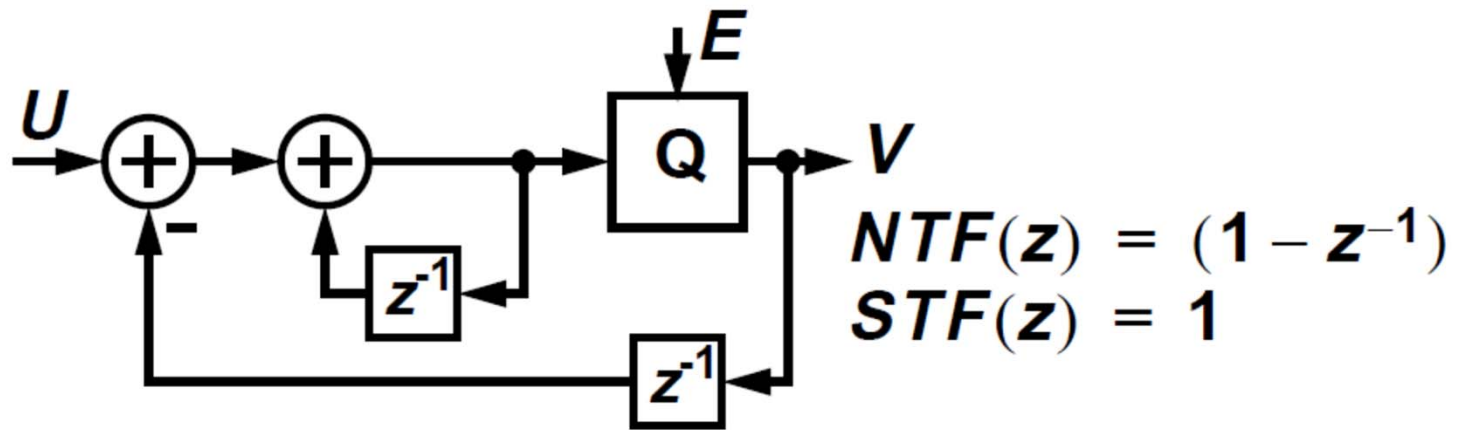 E
U
+
+
Q
V
-
z⁻¹
z⁻¹
NTF(z) = (1 – z⁻¹)
STF(z) = 1